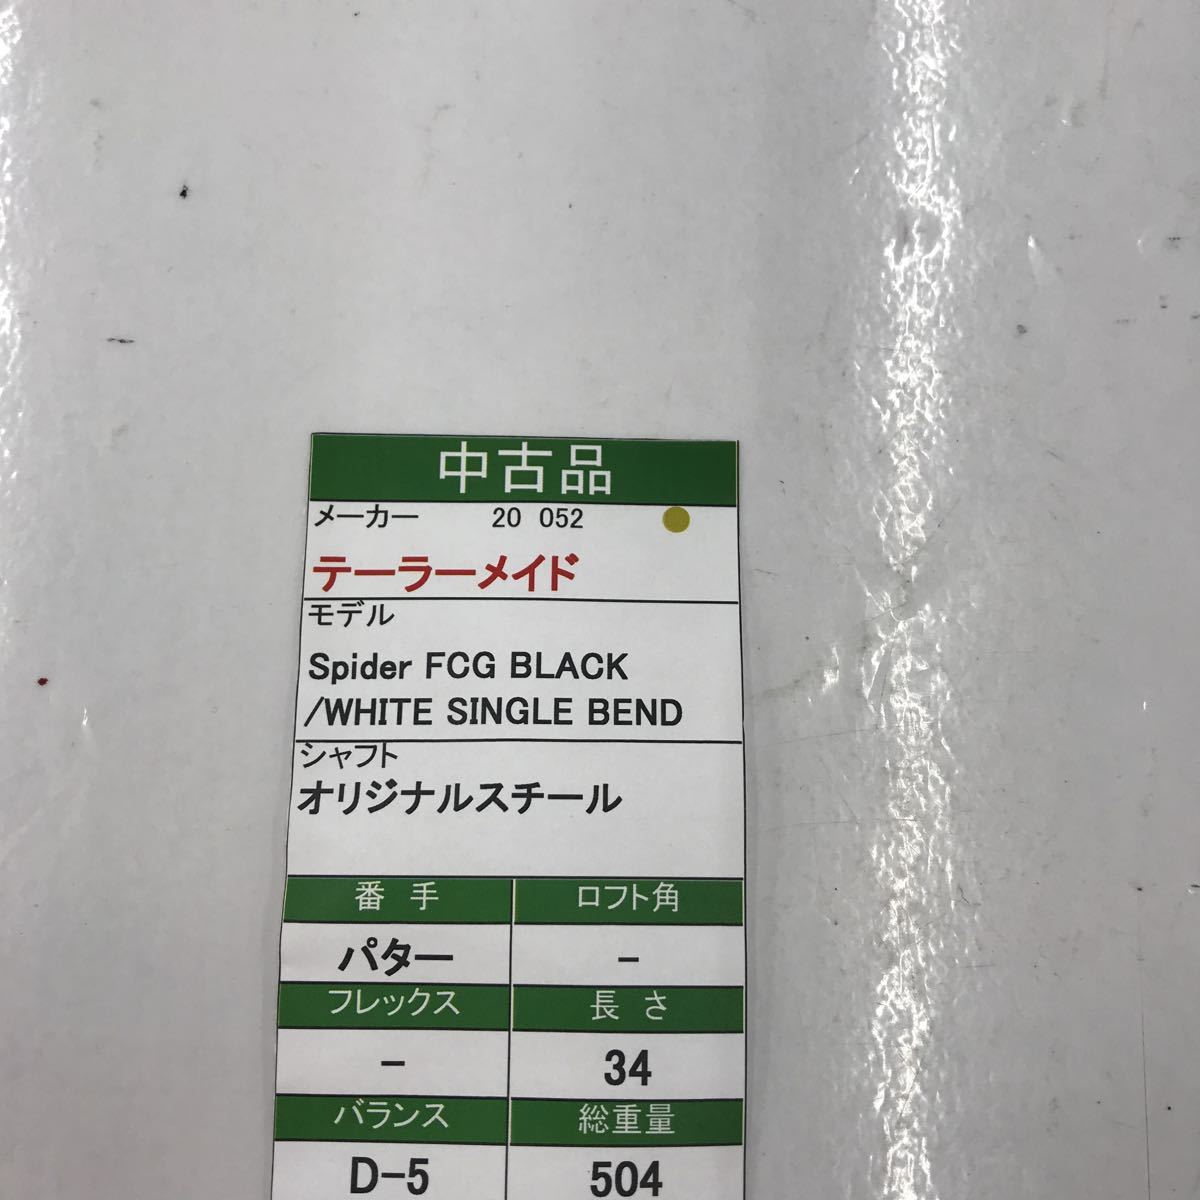 中古品
メーカー 20 052
テーラーメイド
モデル
Spider FCG BLACK
/WHITE SINGLE BEND
シャフト
オリジナルスチール
番 手 ロフト角
パター -
フレックス 長 さ
- 34
バランス 総重量
D-5 504